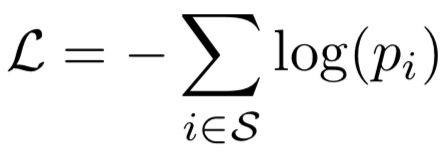 ℒ = − ∑_{i∈𝒮} log(p_i)